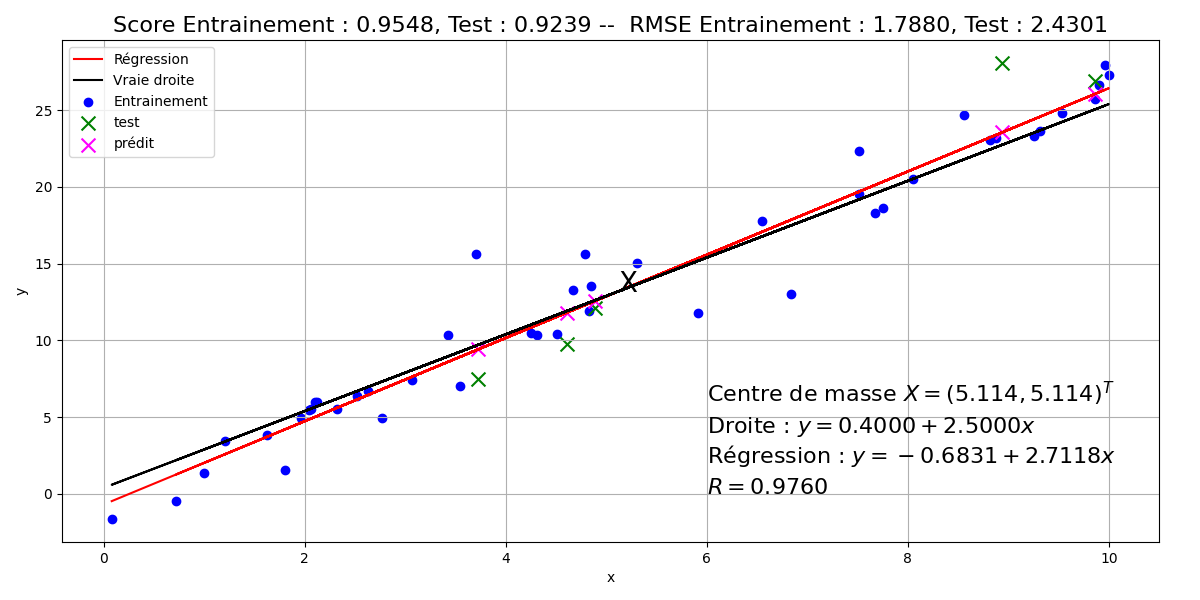 Score Entrainement : 0.9548, Test : 0.9239 -- RMSE Entrainement : 1.7880, Test : 2.4301
Régression
Vraie droite
Entrainement
test
prédit
y
25
20
15
10
5
0
X
Centre de masse X = (5.114, 5.114)^T
Droite : y = 0.4000 + 2.5000x
Régression : y = −0.6831 + 2.7118x
R = 0.9760
0 2 4 6 8 10
x